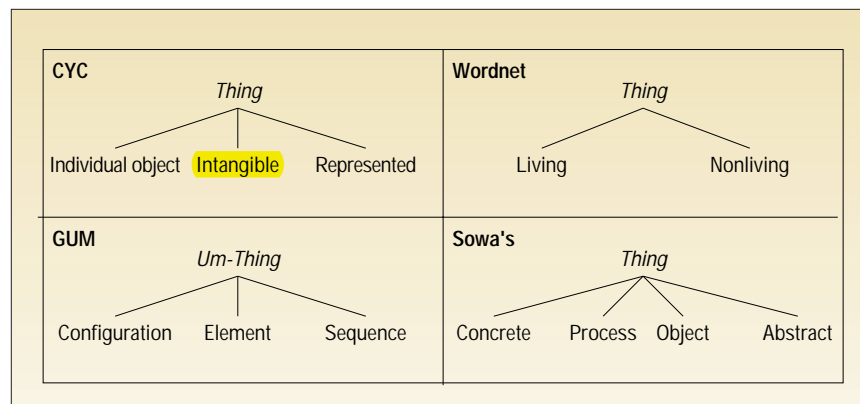 CYC
Thing
Individual object Intangible Represented
Wordnet
Thing
Living Nonliving
GUM
Um-Thing
Configuration Element Sequence
Sowa's
Thing
Concrete Process Object Abstract